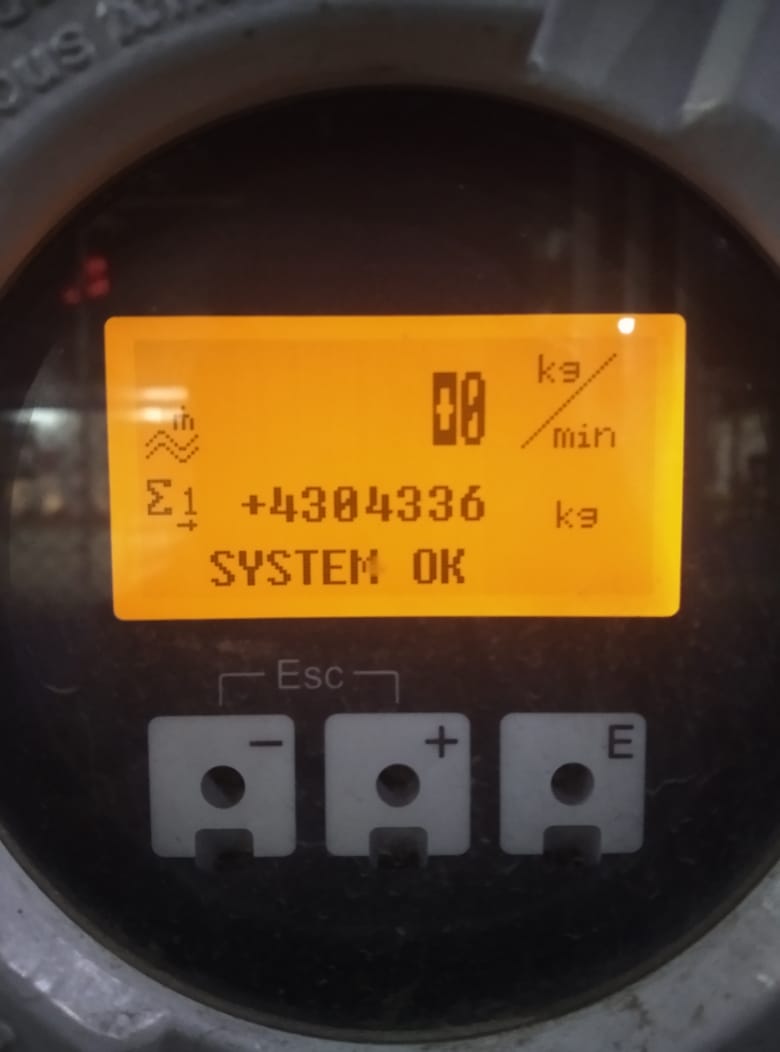 +0 kg/min
ṁ
Σ1 +4304336 kg
SYSTEM OK
Esc
- + E